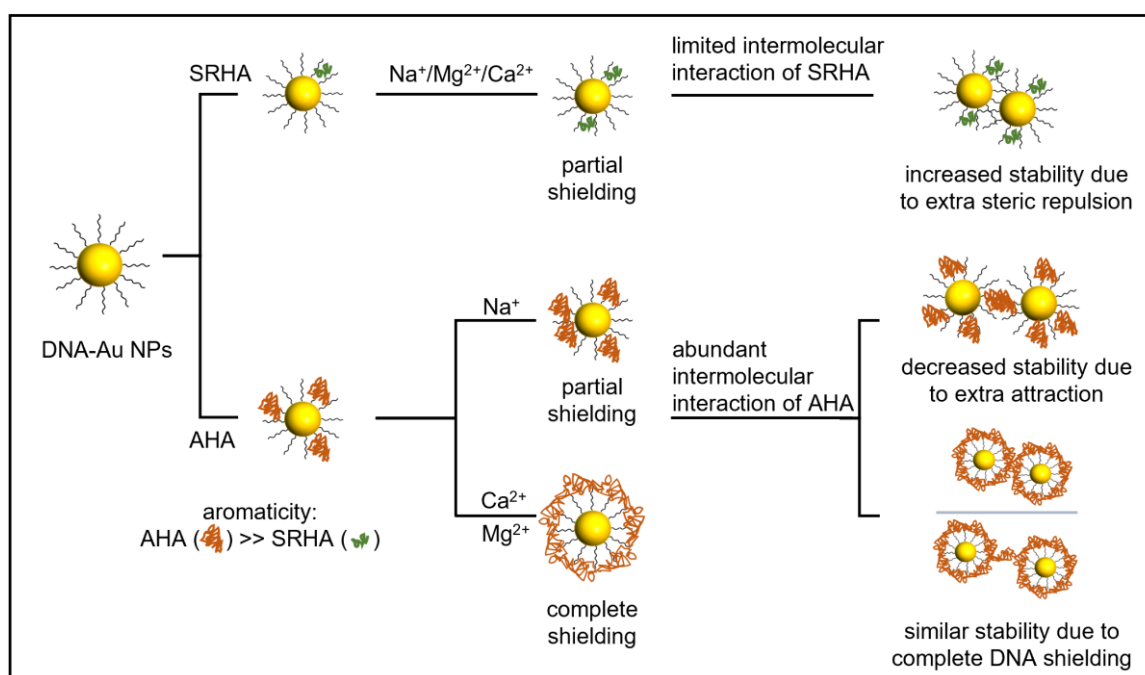 SRHA
Na⁺/Mg²⁺/Ca²⁺
limited intermolecular
interaction of SRHA
partial
shielding
increased stability due
to extra steric repulsion
DNA-Au NPs
AHA
aromaticity:
AHA ( ) >> SRHA ( )
Na⁺
partial
shielding
Ca²⁺
Mg²⁺
complete
shielding
abundant
intermolecular
interaction of AHA
decreased stability due
to extra attraction
similar stability due to
complete DNA shielding